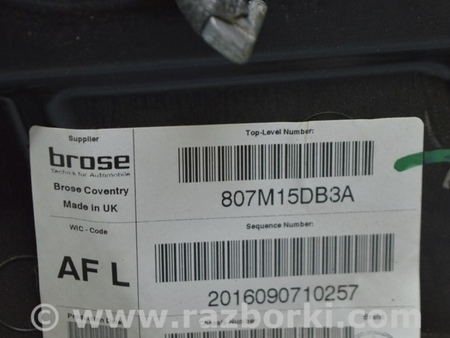 Supplier
brose
Technik für Automobile
Brose Coventry
Made in UK
WIC - Code
AF L
Top-Level Number:
807M15DB3A
Sequence Number:
2016090710257
www.razborki.com